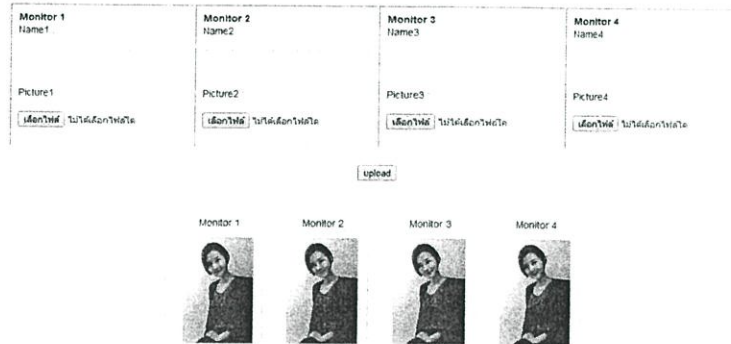 Monitor 1
Name1
Picture1
เลือกไฟล์ ไม่ได้เลือกไฟล์ใด
Monitor 2
Name2
Picture2
เลือกไฟล์ ไม่ได้เลือกไฟล์ใด
Monitor 3
Name3
Picture3
เลือกไฟล์ ไม่ได้เลือกไฟล์ใด
Monitor 4
Name4
Picture4
เลือกไฟล์ ไม่ได้เลือกไฟล์ใด
upload
Monitor 1
Monitor 2
Monitor 3
Monitor 4